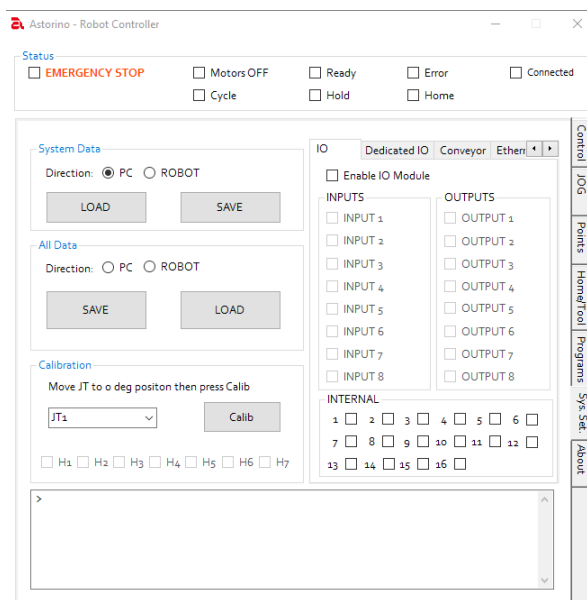 Astorino - Robot Controller
Status
EMERGENCY STOP
Motors OFF
Ready
Error
Connected
Cycle
Hold
Home
System Data
Direction: PC ROBOT
LOAD
SAVE
All Data
Direction: PC ROBOT
SAVE
LOAD
Calibration
Move JT to 0 deg positon then press Calib
JT1
Calib
H1 H2 H3 H4 H5 H6 H7
IO Dedicated IO Conveyor Ethern
Enable IO Module
INPUTS
INPUT 1
INPUT 2
INPUT 3
INPUT 4
INPUT 5
INPUT 6
INPUT 7
INPUT 8
OUTPUTS
OUTPUT 1
OUTPUT 2
OUTPUT 3
OUTPUT 4
OUTPUT 5
OUTPUT 6
OUTPUT 7
OUTPUT 8
INTERNAL
1 2 3 4 5 6
7 8 9 10 11 12
13 14 15 16
Control
JOG
Points
Home/Tool
Programs
Sys. Set.
About
>